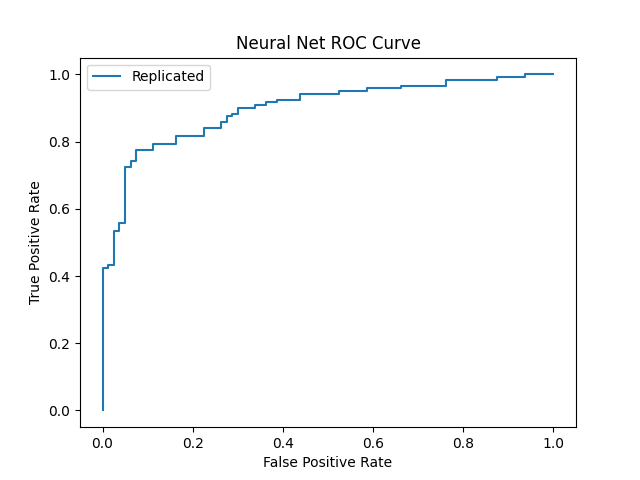 Neural Net ROC Curve
Replicated
True Positive Rate
1.0
0.8
0.6
0.4
0.2
0.0
0.0 0.2 0.4 0.6 0.8 1.0
False Positive Rate